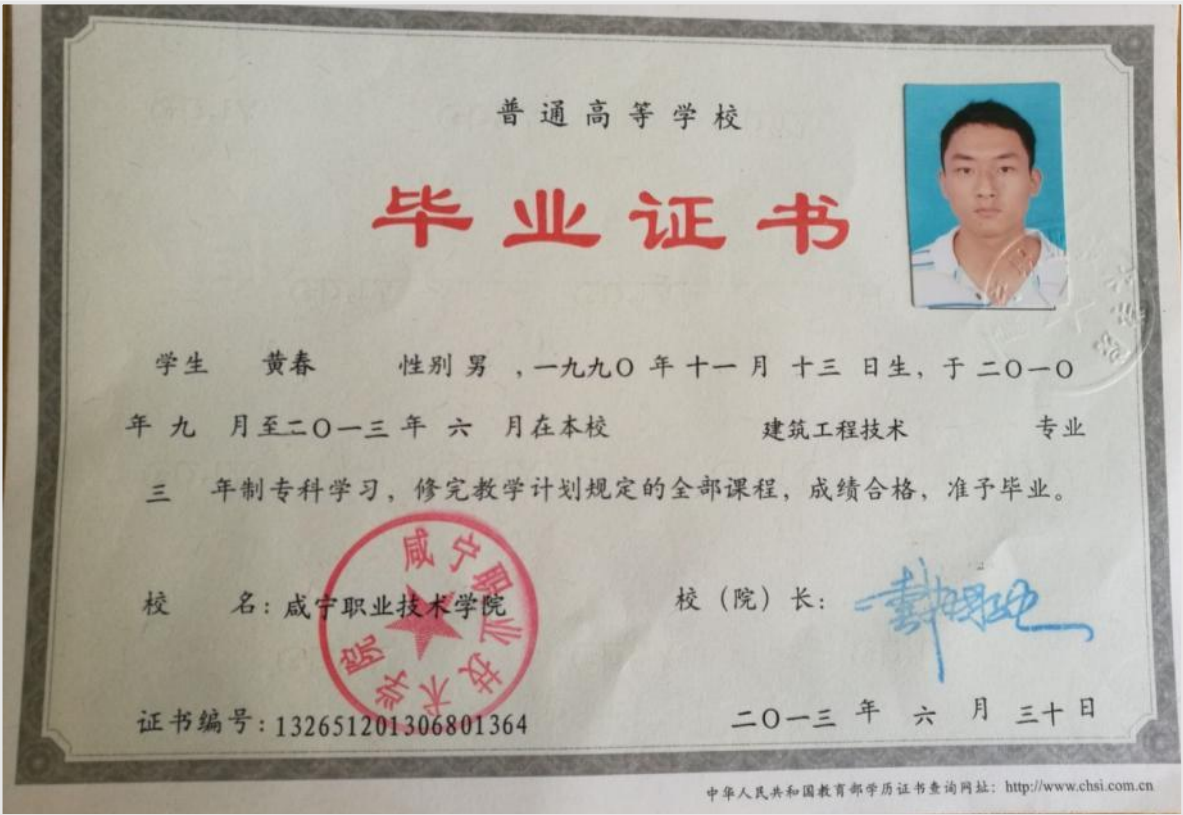 普通高等学校
毕业证书
学生 黄春 性别 男 ,一九九〇 年 十一 月 十三 日生，于 二〇一〇
年 九 月至二〇一三 年 六 月在本校 建筑工程技术 专业
三 年制专科学习，修完教学计划规定的全部课程，成绩合格，准予毕业。
校 名：咸宁职业技术学院
校（院）长：
咸宁职业技术学院
证书编号：132651201306801364
二〇一三 年 六 月 三十 日
中华人民共和国教育部学历证书查询网址：http://www.chsi.com.cn